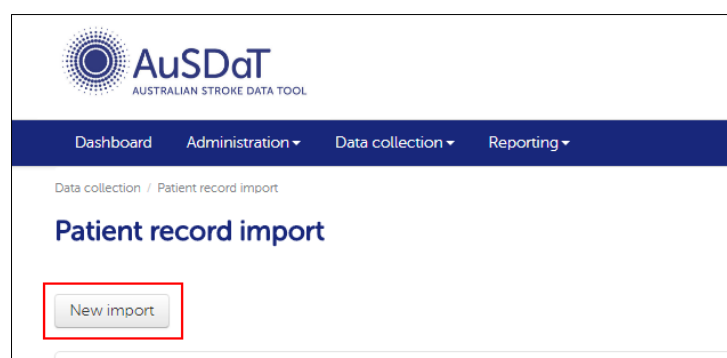 AuSDaT
AUSTRALIAN STROKE DATA TOOL
Dashboard Administration Data collection Reporting
Data collection / Patient record import
Patient record import
New import